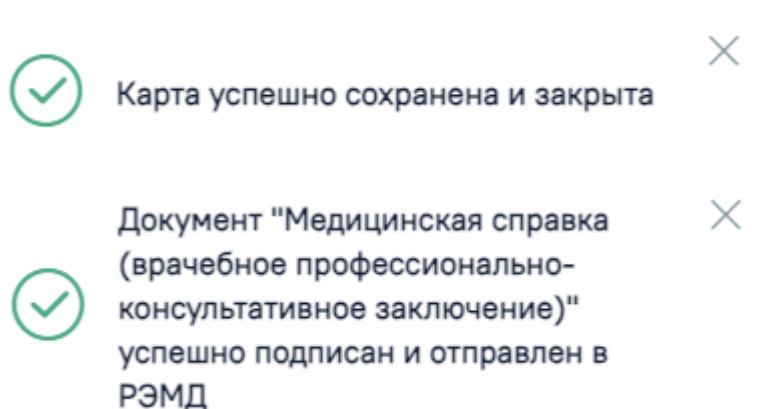 Карта успешно сохранена и закрыта
Документ "Медицинская справка
(врачебное профессионально-
консультативное заключение)"
успешно подписан и отправлен в
РЭМД